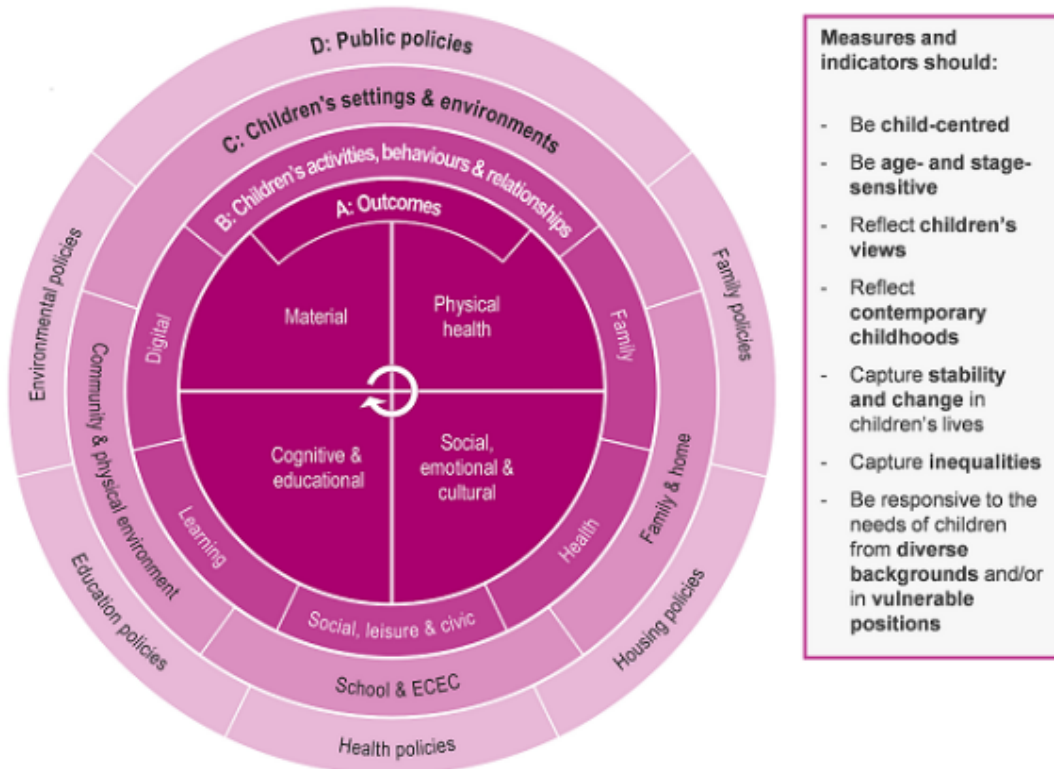 D: Public policies
C: Children's settings & environments
B: Children's activities, behaviours & relationships
A: Outcomes
Material
Physical
health
Cognitive &
educational
Social,
emotional &
cultural
Digital
Family
Learning
Health
Social, leisure & civic
Community & physical environment
Family & home
School & ECEC
Environmental policies
Family policies
Education policies
Housing policies
Health policies
Measures and
indicators should:
- Be child-centred
- Be age- and stage-
sensitive
- Reflect children's
views
- Reflect
contemporary
childhoods
- Capture stability
and change in
children's lives
- Capture inequalities
- Be responsive to the
needs of children
from diverse
backgrounds and/or
in vulnerable
positions